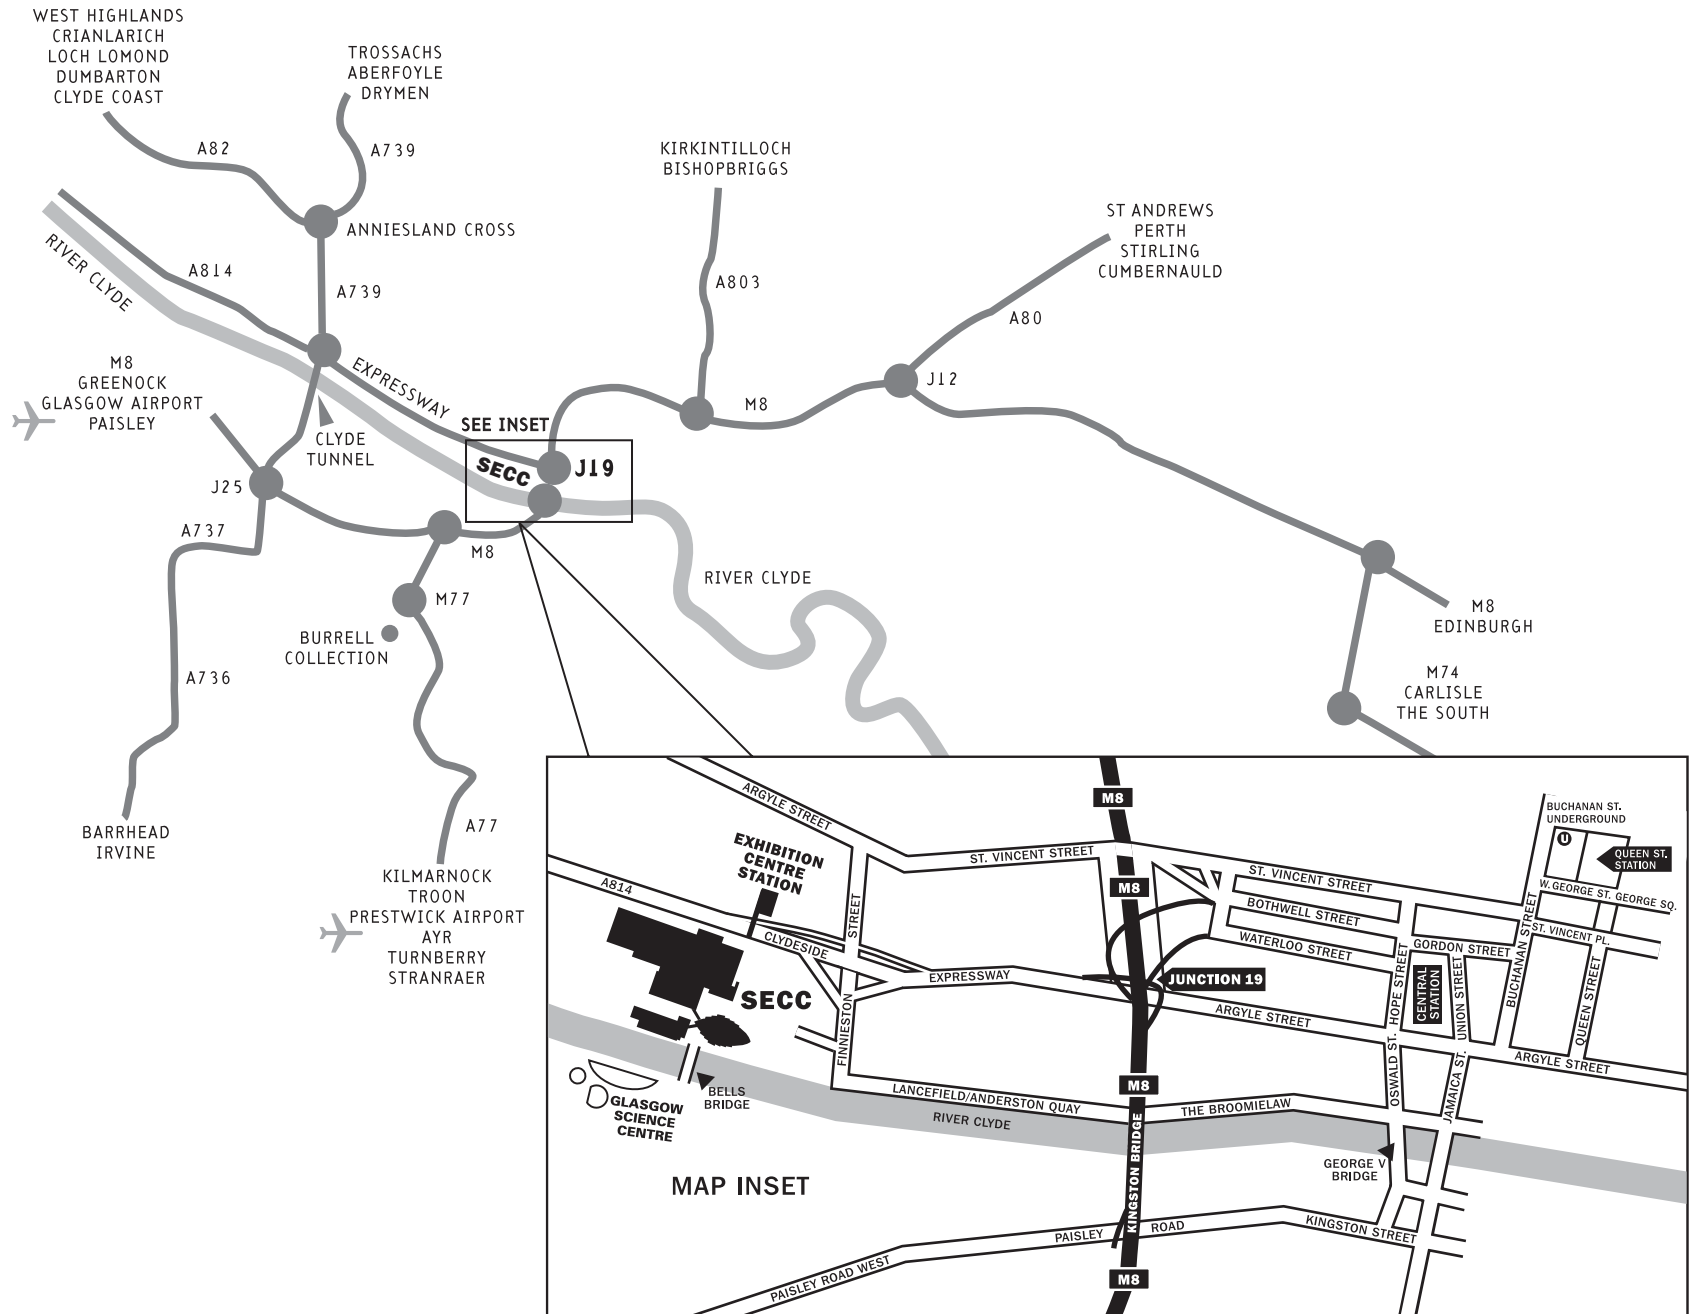 WEST HIGHLANDS
CRIANLARICH
LOCH LOMOND
DUMBARTON
CLYDE COAST
TROSSACHS
ABERFOYLE
DRYMEN
A82
A739
KIRKINTILLOCH
BISHOPBRIGGS
ST ANDREWS
PERTH
STIRLING
CUMBERNAULD
ANNIESLAND CROSS
RIVER CLYDE
A814
A739
A803
A80
M8
GREENOCK
GLASGOW AIRPORT
PAISLEY
EXPRESSWAY
J12
M8
SEE INSET
CLYDE
TUNNEL
SECC
J19
J25
A737
M8
RIVER CLYDE
M77
BURRELL
COLLECTION
M8
EDINBURGH
A736
M74
CARLISLE
THE SOUTH
BARRHEAD
IRVINE
A77
KILMARNOCK
TROON
PRESTWICK AIRPORT
AYR
TURNBERRY
STRANRAER
ARGYLE STREET
M8
BUCHANAN ST.
UNDERGROUND
U
QUEEN ST.
STATION
EXHIBITION
CENTRE
STATION
ST. VINCENT STREET
ST. VINCENT STREET
M8
A814
W. GEORGE ST.
GEORGE SQ.
BOTHWELL STREET
STREET
CLYDESIDE
WATERLOO STREET
GORDON STREET
ST. VINCENT PL.
BUCHANAN STREET
EXPRESSWAY
JUNCTION 19
HOPE STREET
CENTRAL
STATION
UNION STREET
QUEEN STREET
SECC
ARGYLE STREET
FINNIESTON
ARGYLE STREET
OSWALD ST.
JAMAICA ST.
M8
BELLS
BRIDGE
LANCEFIELD/ANDERSTON QUAY
THE BROOMIELAW
GLASGOW
SCIENCE
CENTRE
RIVER CLYDE
KINGSTON BRIDGE
GEORGE V
BRIDGE
MAP INSET
PAISLEY
ROAD
KINGSTON STREET
PAISLEY ROAD WEST
M8